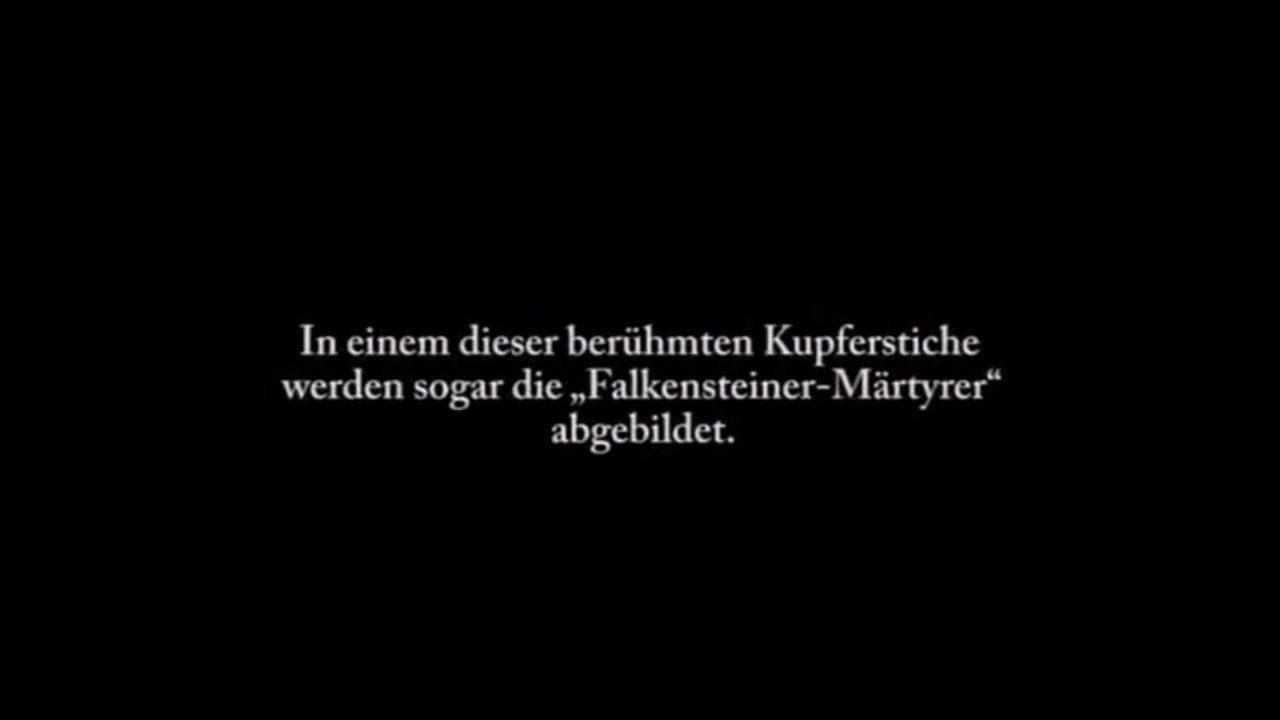 In einem dieser berühmten Kupferstiche
werden sogar die „Falkensteiner-Märtyrer“
abgebildet.